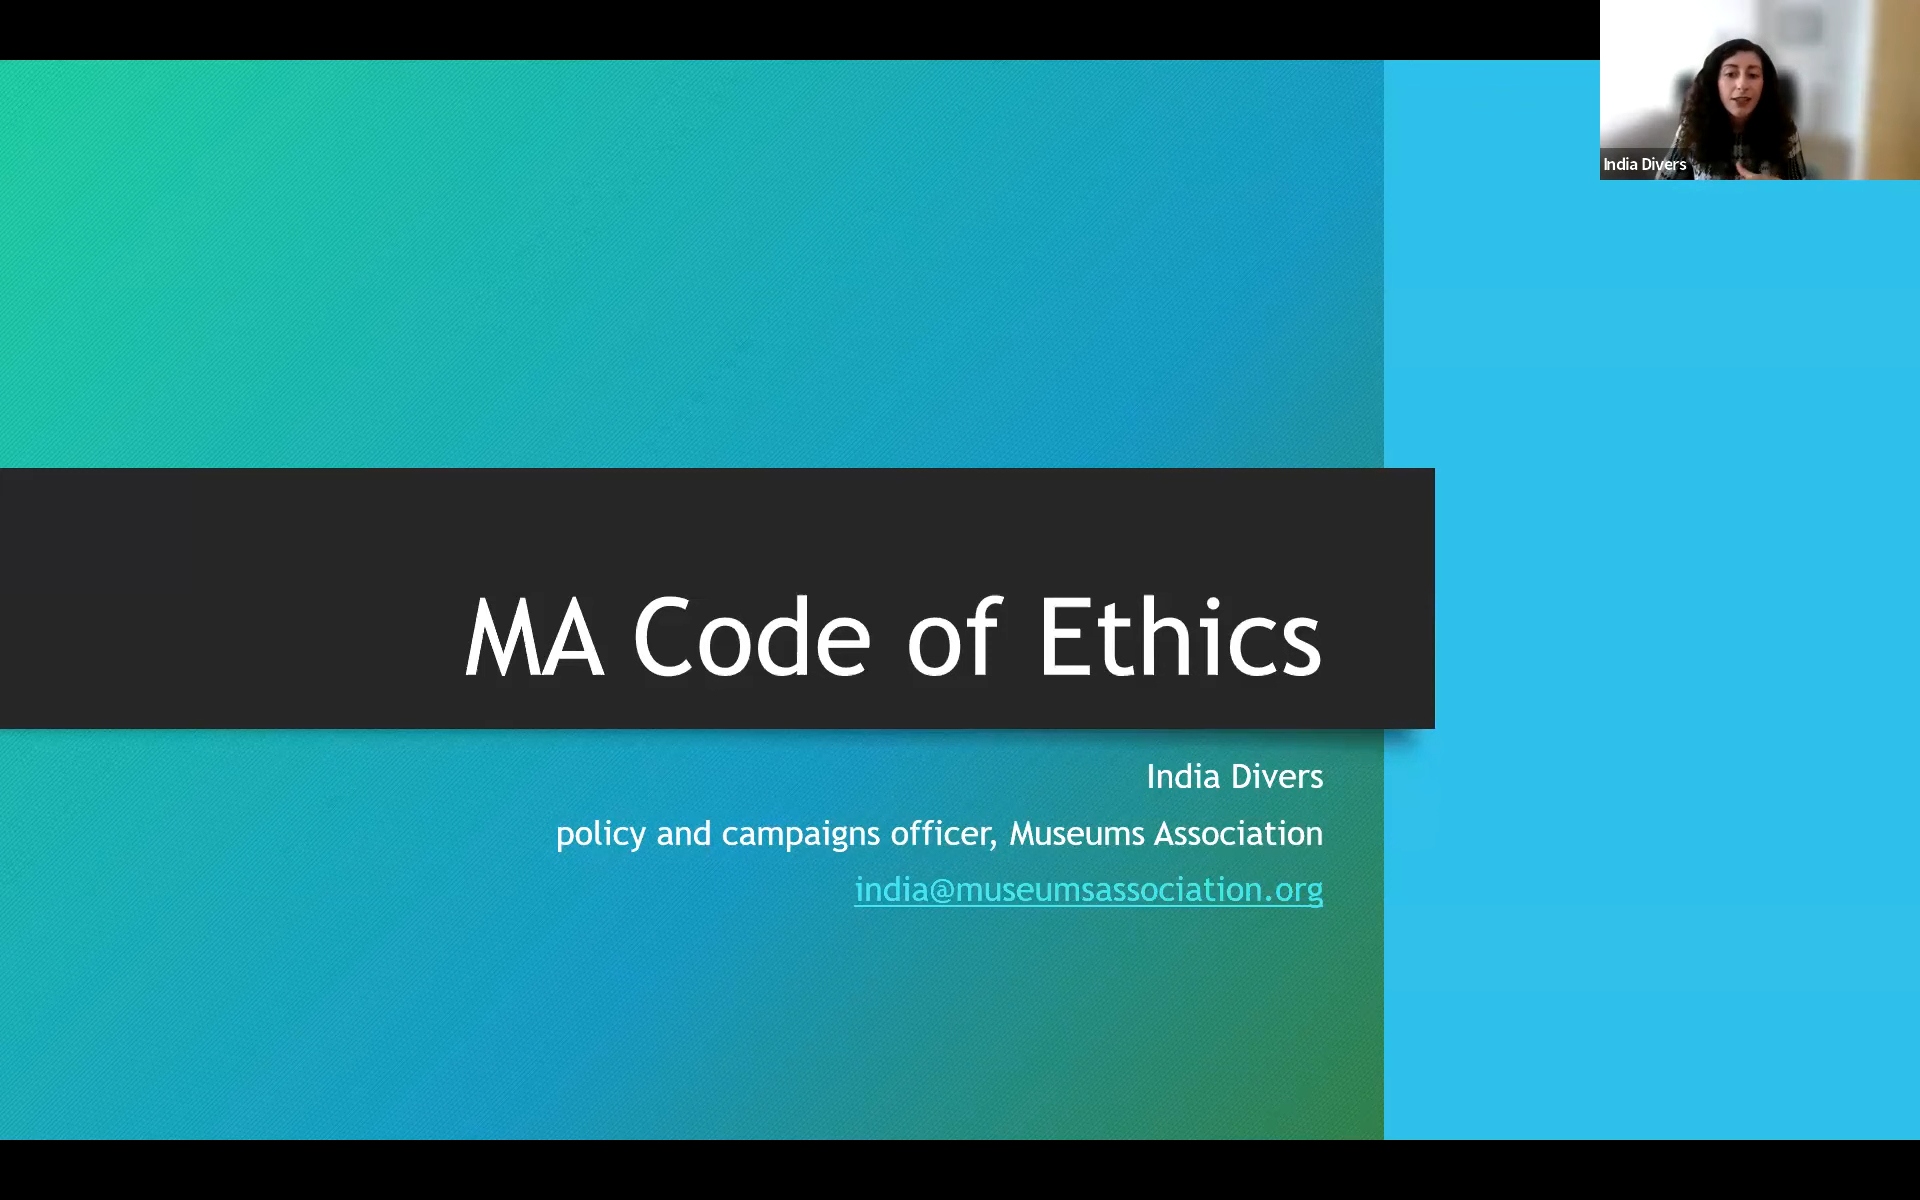 India Divers
MA Code of Ethics
India Divers
policy and campaigns officer, Museums Association
india@museumsassociation.org